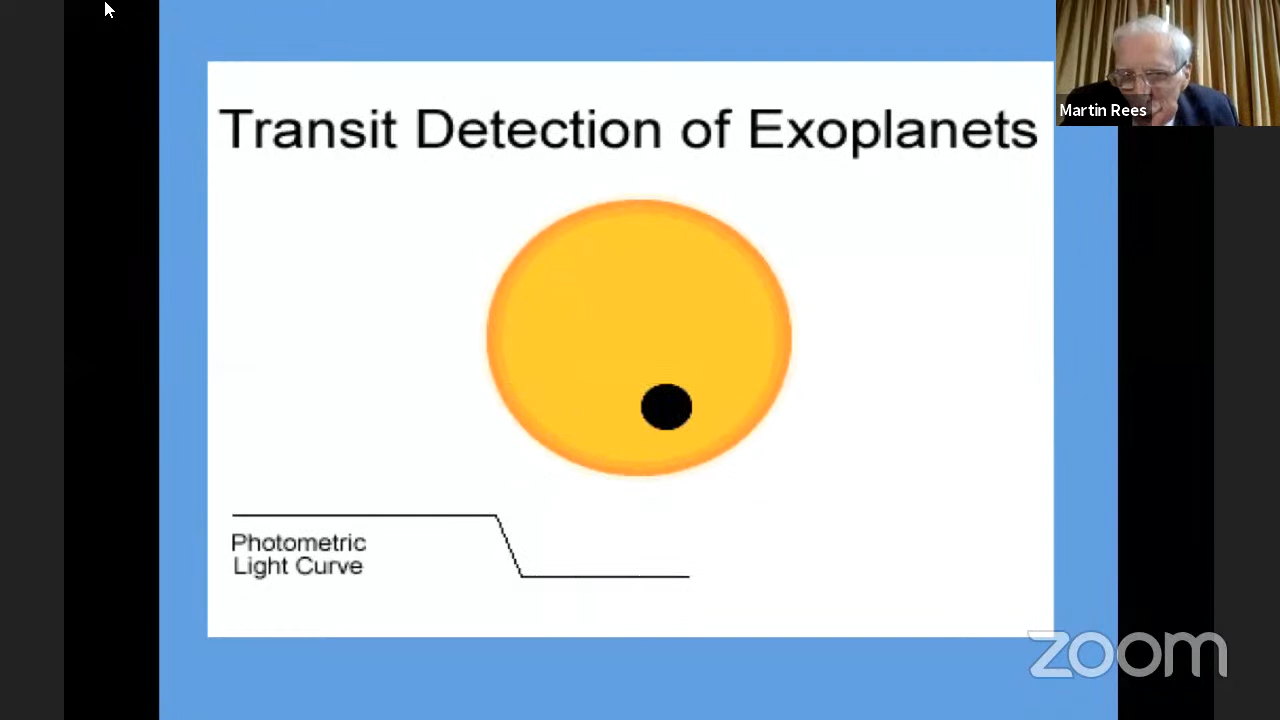 Transit Detection of Exoplanets
Martin Rees
Photometric
Light Curve
zoom